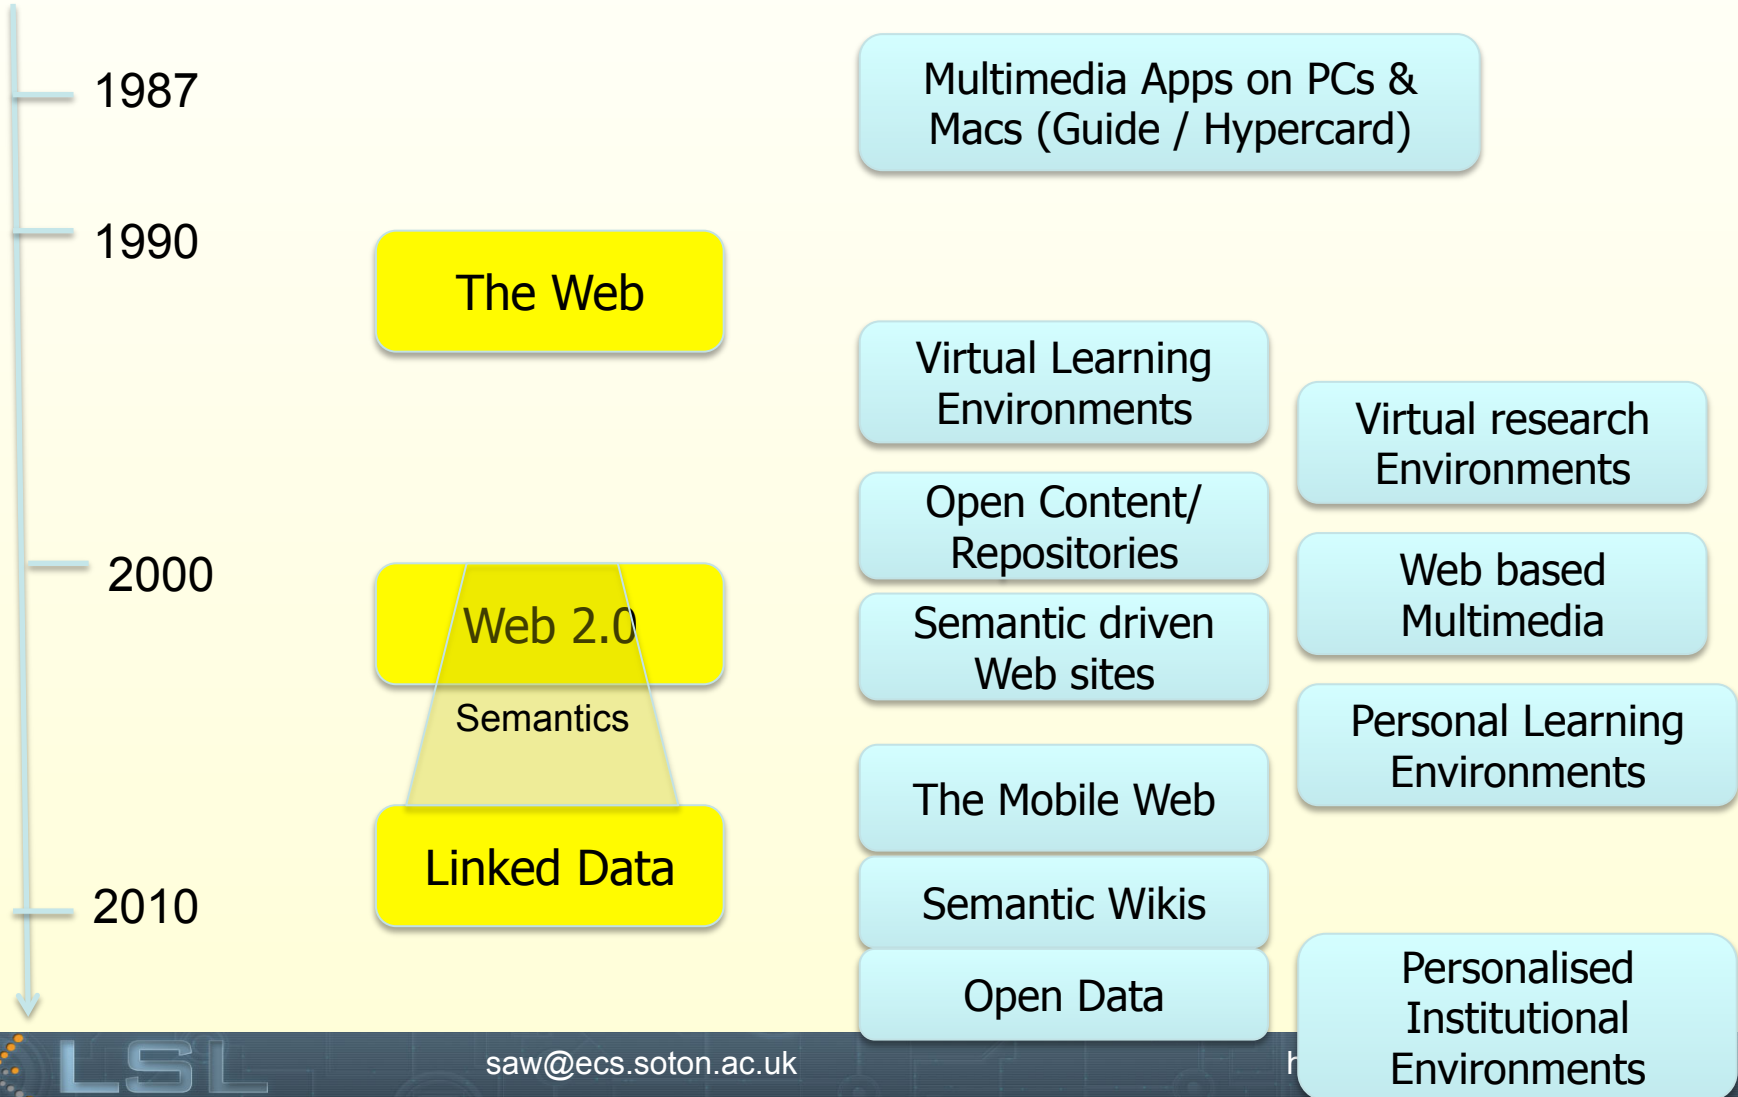 1987
Multimedia Apps on PCs &
Macs (Guide / Hypercard)
1990
The Web
Virtual Learning
Environments
Virtual research
Environments
Open Content/
Repositories
2000
Web 2.0
Web based
Multimedia
Semantic driven
Web sites
Semantics
Personal Learning
Environments
The Mobile Web
Linked Data
2010
Semantic Wikis
Open Data
Personalised
Institutional
Environments
LSL
saw@ecs.soton.ac.uk